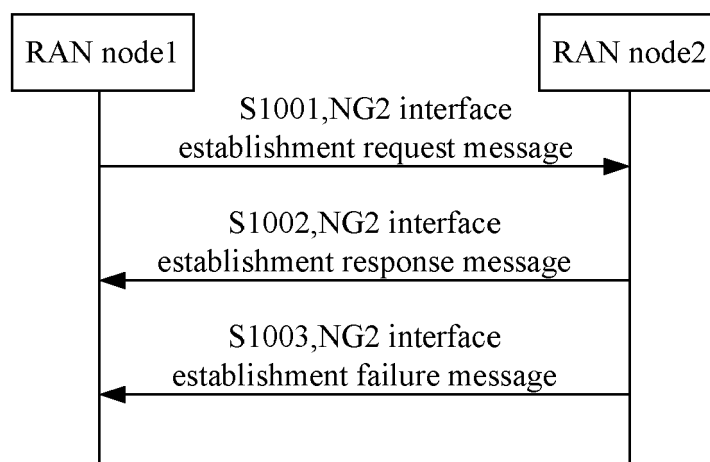 RAN node1
RAN node2
S1001,NG2 interface
establishment request message
S1002,NG2 interface
establishment response message
S1003,NG2 interface
establishment failure message